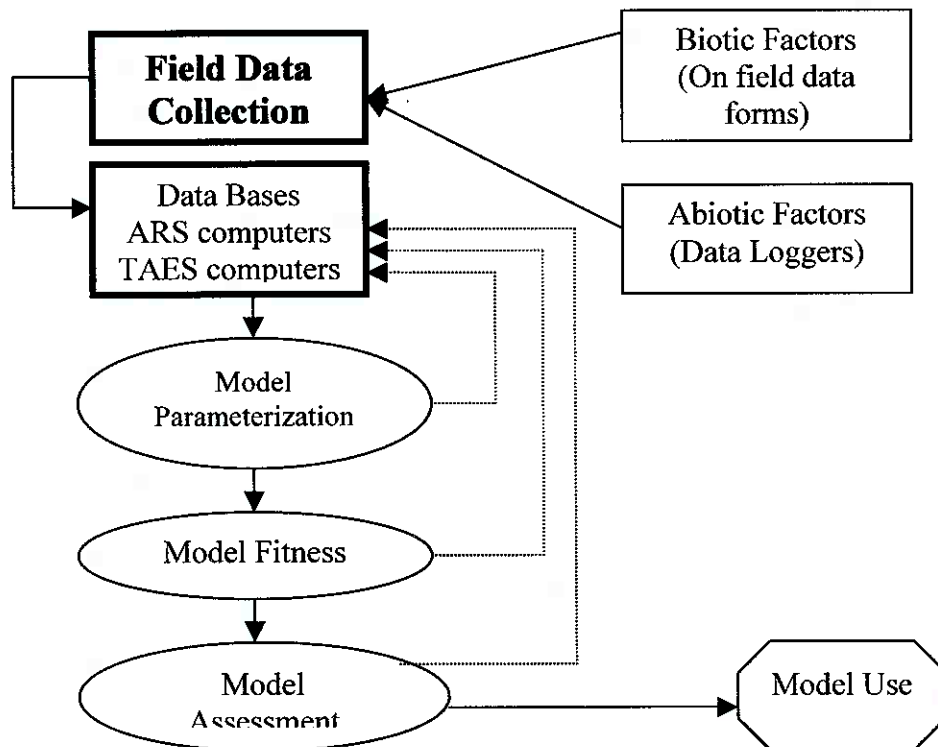 Field Data
Collection
Biotic Factors
(On field data
forms)
Data Bases
ARS computers
TAES computers
Abiotic Factors
(Data Loggers)
Model
Parameterization
Model Fitness
Model
Assessment
Model Use